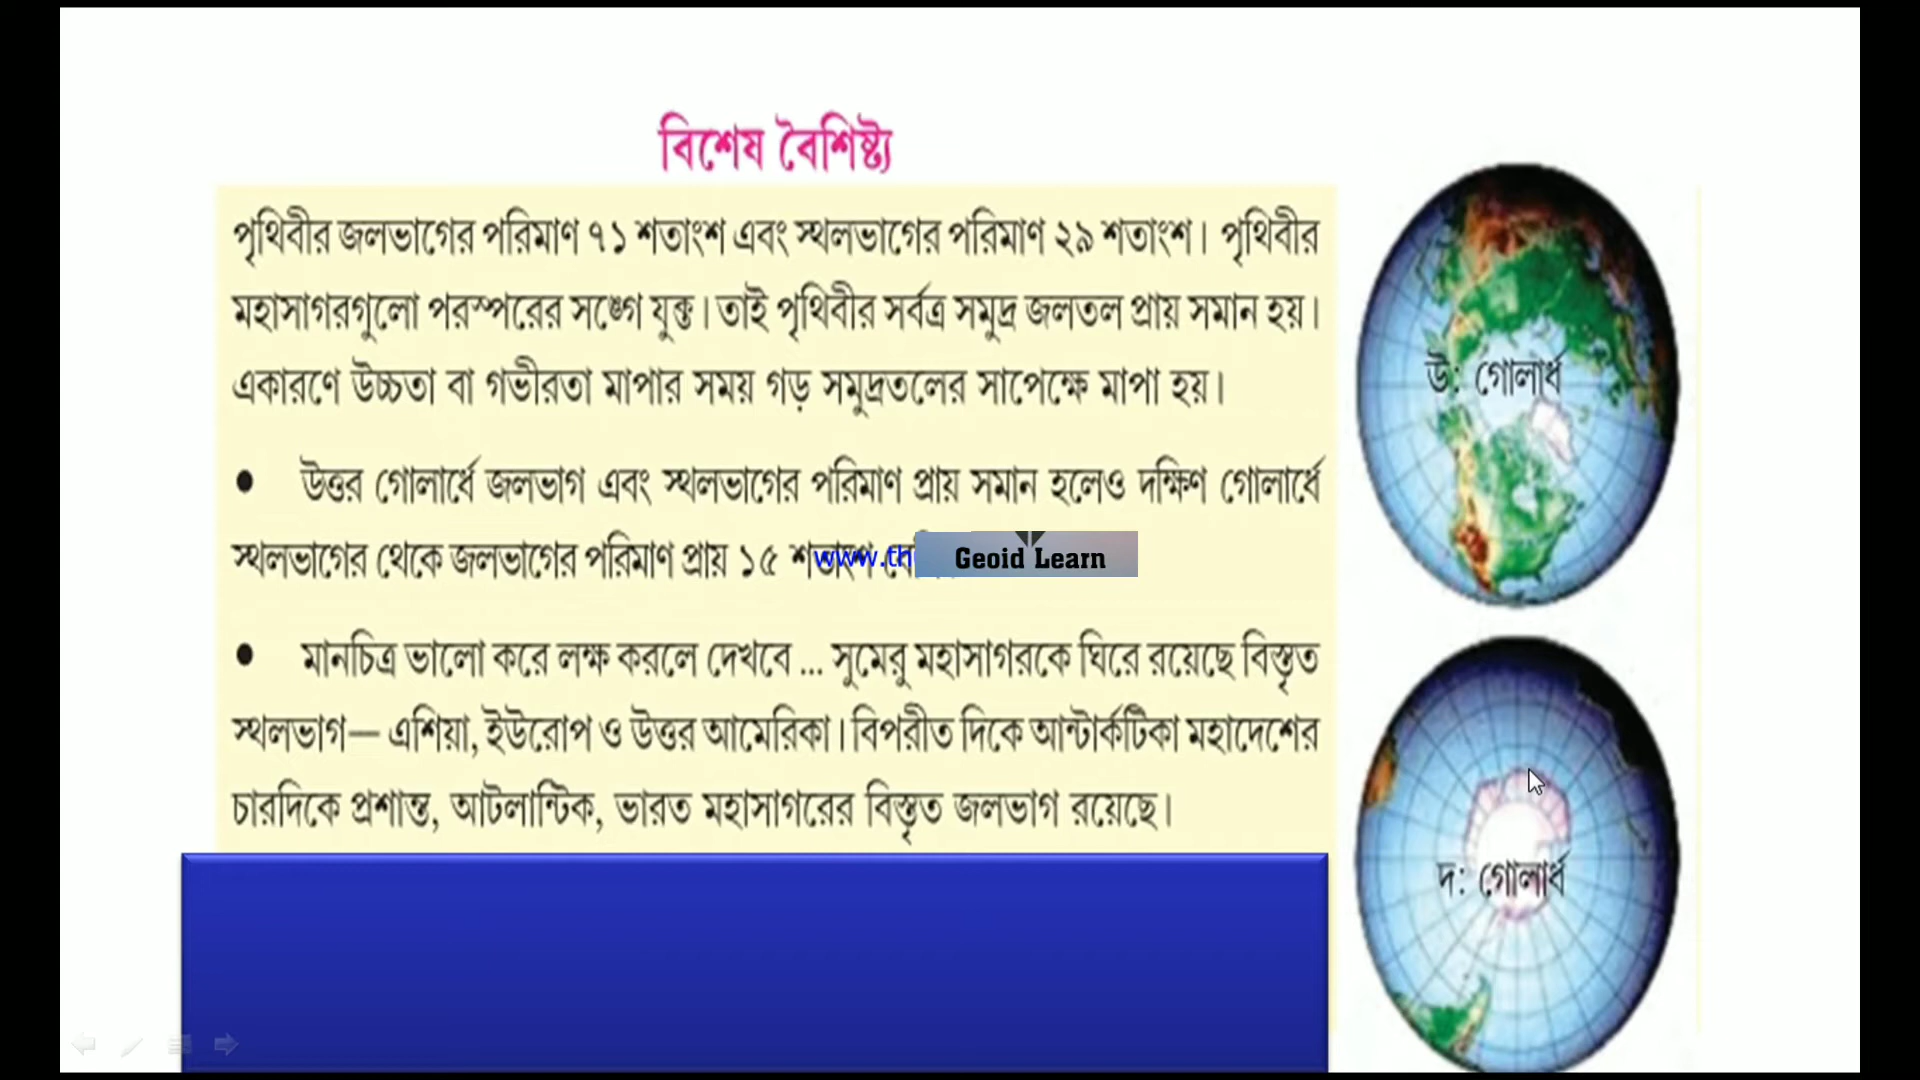 বিশেষ বৈশিষ্ট্য
পৃথিবীর জলভাগের পরিমাণ ৭১ শতাংশ এবং স্থলভাগের পরিমাণ ২৯ শতাংশ। পৃথিবীর
মহাসাগরগুলো পরস্পরের সঙ্গে যুক্ত। তাই পৃথিবীর সর্বত্র সমুদ্র জলতল প্রায় সমান হয়।
একারণে উচ্চতা বা গভীরতা মাপার সময় গড় সমুদ্রতলের সাপেক্ষে মাপা হয়।
• উত্তর গোলার্ধে জলভাগ এবং স্থলভাগের পরিমাণ প্রায় সমান হলেও দক্ষিণ গোলার্ধে
স্থলভাগের থেকে জলভাগের পরিমাণ প্রায় ১৫ শতাংশ
www.th
Geoid Learn
• মানচিত্র ভালো করে লক্ষ করলে দেখবে ... সুমেরু মহাসাগরকে ঘিরে রয়েছে বিস্তৃত
স্থলভাগ— এশিয়া, ইউরোপ ও উত্তর আমেরিকা। বিপরীত দিকে আন্টার্কটিকা মহাদেশের
চারদিকে প্রশান্ত, আটলান্টিক, ভারত মহাসাগরের বিস্তৃত জলভাগ রয়েছে।
উ: গোলার্ধ
দ: গোলার্ধ